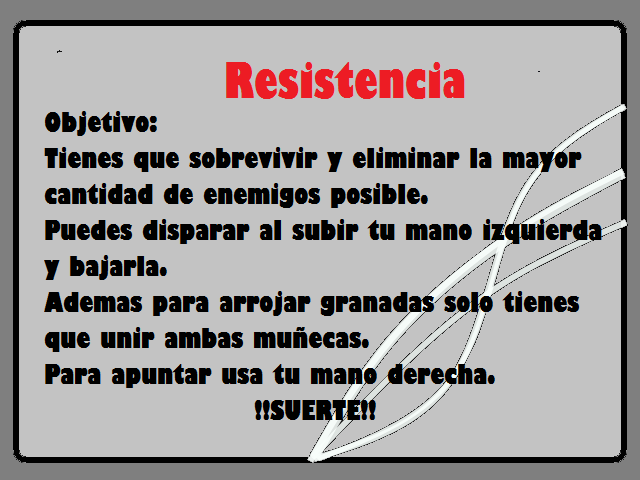 Resistencia
Objetivo:
Tienes que sobrevivir y eliminar la mayor
cantidad de enemigos posible.
Puedes disparar al subir tu mano izquierda
y bajarla.
Ademas para arrojar granadas solo tienes
que unir ambas muñecas.
Para apuntar usa tu mano derecha.
!!SUERTE!!